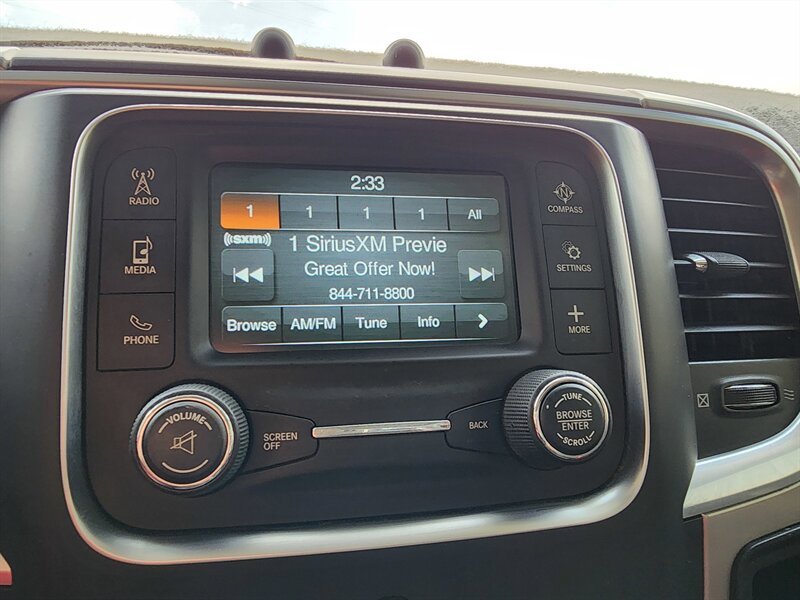 2:33
1 1 1 1 All
((sxm)) 1 SiriusXM Previe
Great Offer Now!
844-711-8800
Browse AM/FM Tune Info >
RADIO
MEDIA
PHONE
N
COMPASS
SETTINGS
+
MORE
VOLUME
SCREEN
OFF
BACK
TUNE
BROWSE
ENTER
SCROLL